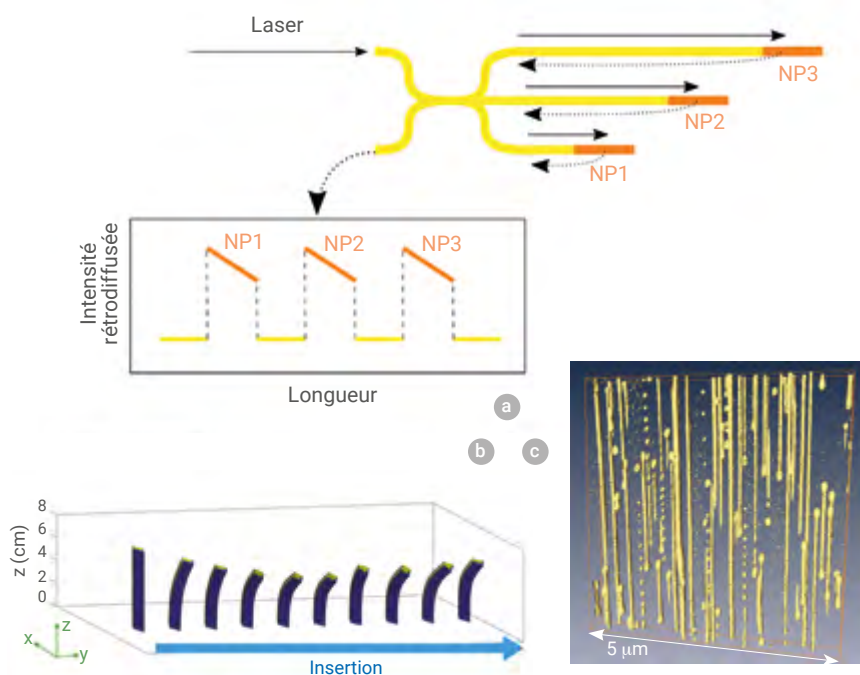 Laser
NP3
NP2
NP1
Intensité
rétrodiffusée
NP1
NP2
NP3
Longueur
a
b
c
z (cm)
8
6
4
2
0
z
x
y
Insertion
5 μm